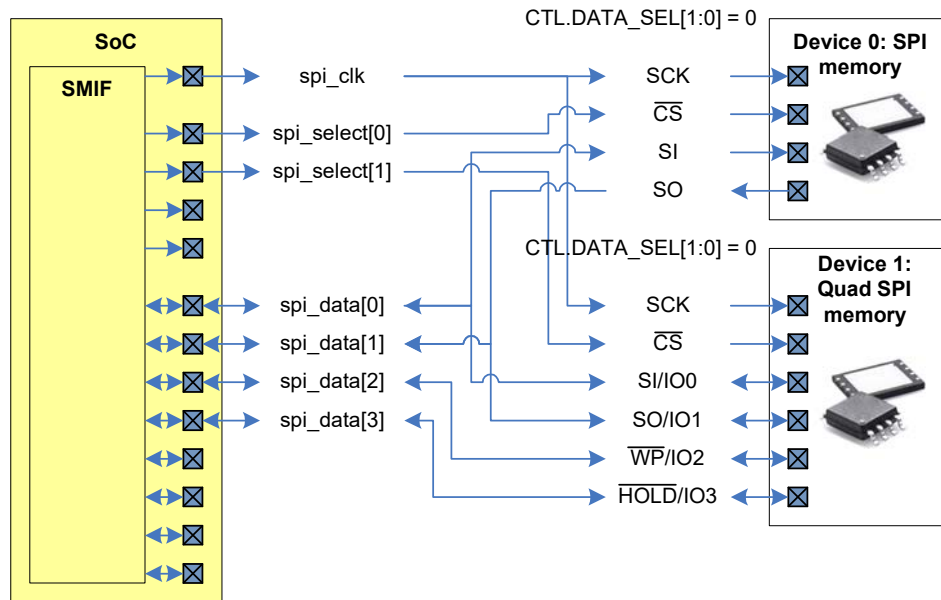 SoC
SMIF
spi_clk
spi_select[0]
spi_select[1]
spi_data[0]
spi_data[1]
spi_data[2]
spi_data[3]
CTL.DATA_SEL[1:0] = 0
SCK
CS
SI
SO
Device 0: SPI
memory
CTL.DATA_SEL[1:0] = 0
SCK
CS
SI/IO0
SO/IO1
WP/IO2
HOLD/IO3
Device 1:
Quad SPI
memory